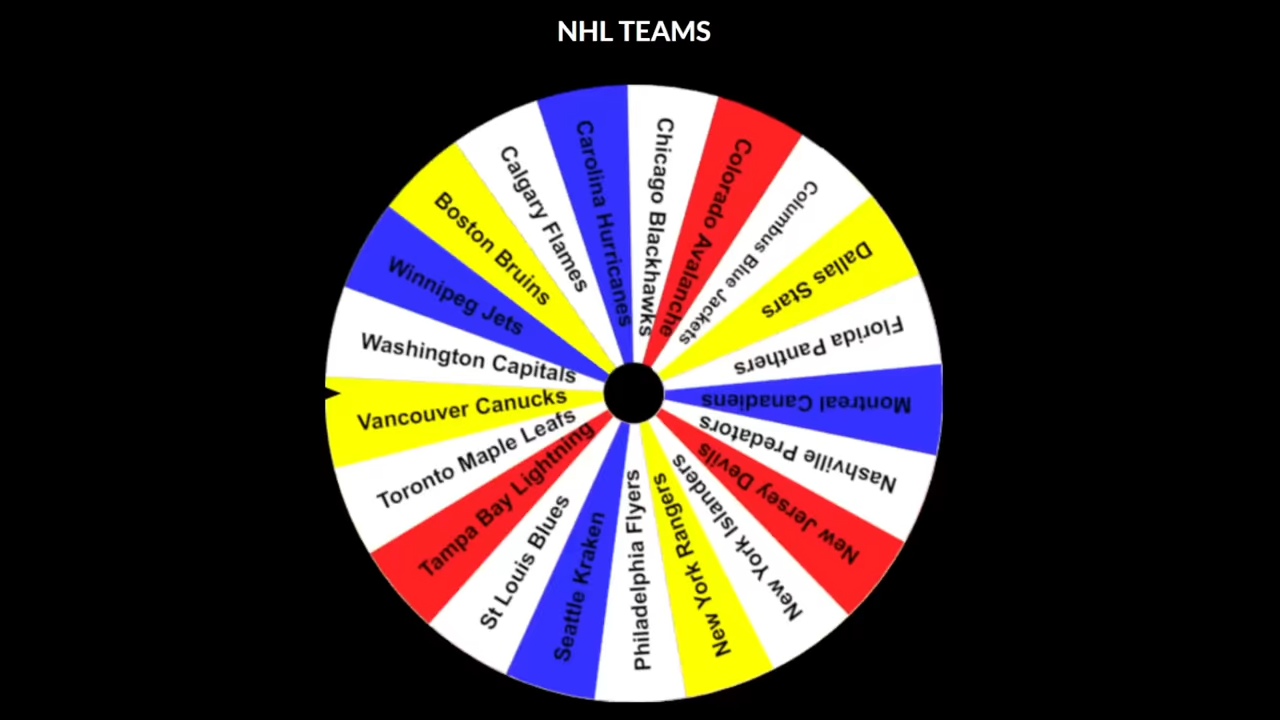 NHL TEAMS
Chicago Blackhawks
Colorado Avalanche
Columbus Blue Jackets
Dallas Stars
Florida Panthers
Montreal Canadiens
Nashville Predators
New Jersey Devils
New York Islanders
New York Rangers
Philadelphia Flyers
Seattle Kraken
St Louis Blues
Tampa Bay Lightning
Toronto Maple Leafs
Vancouver Canucks
Washington Capitals
Winnipeg Jets
Boston Bruins
Calgary Flames
Carolina Hurricanes